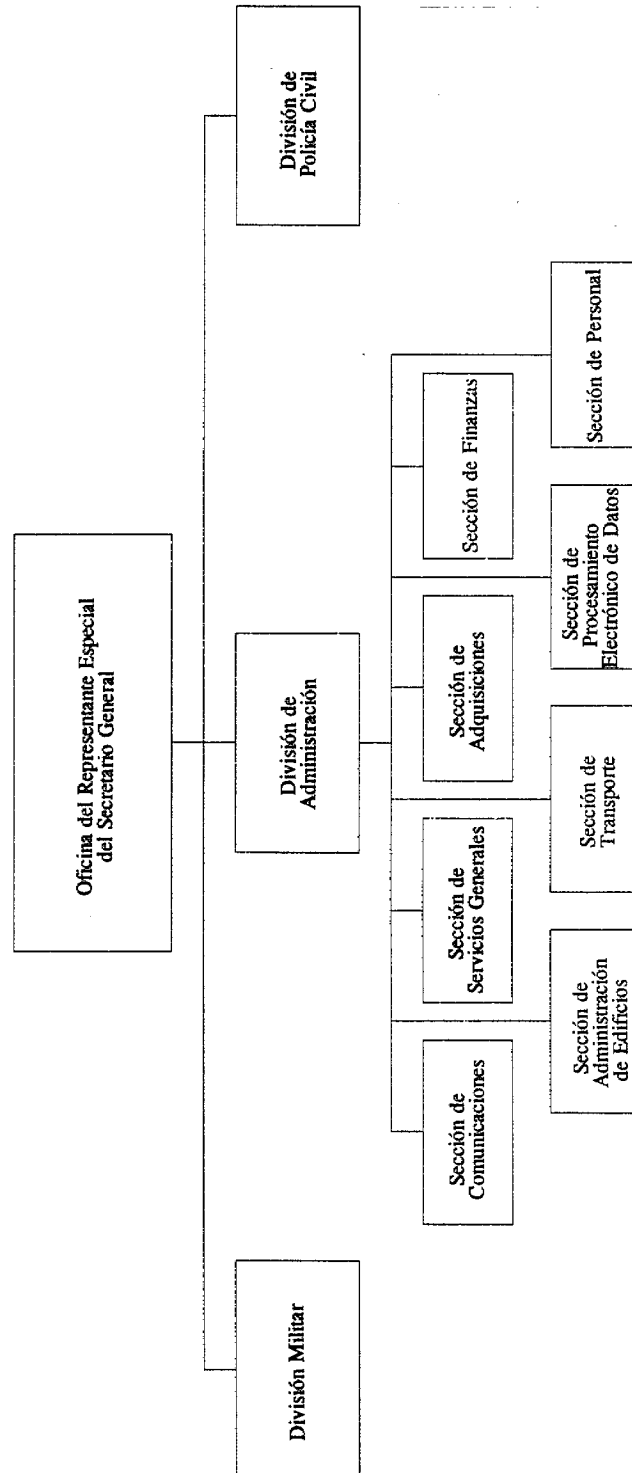 Oficina del Representante Especial
del Secretario General
División Militar
División de
Administración
División de
Policía Civil
Sección de
Comunicaciones
Sección de
Servicios Generales
Sección de
Adquisiciones
Sección de Finanzas
Sección de
Administración
de Edificios
Sección de
Transporte
Sección de
Procesamiento
Electrónico de Datos
Sección de Personal